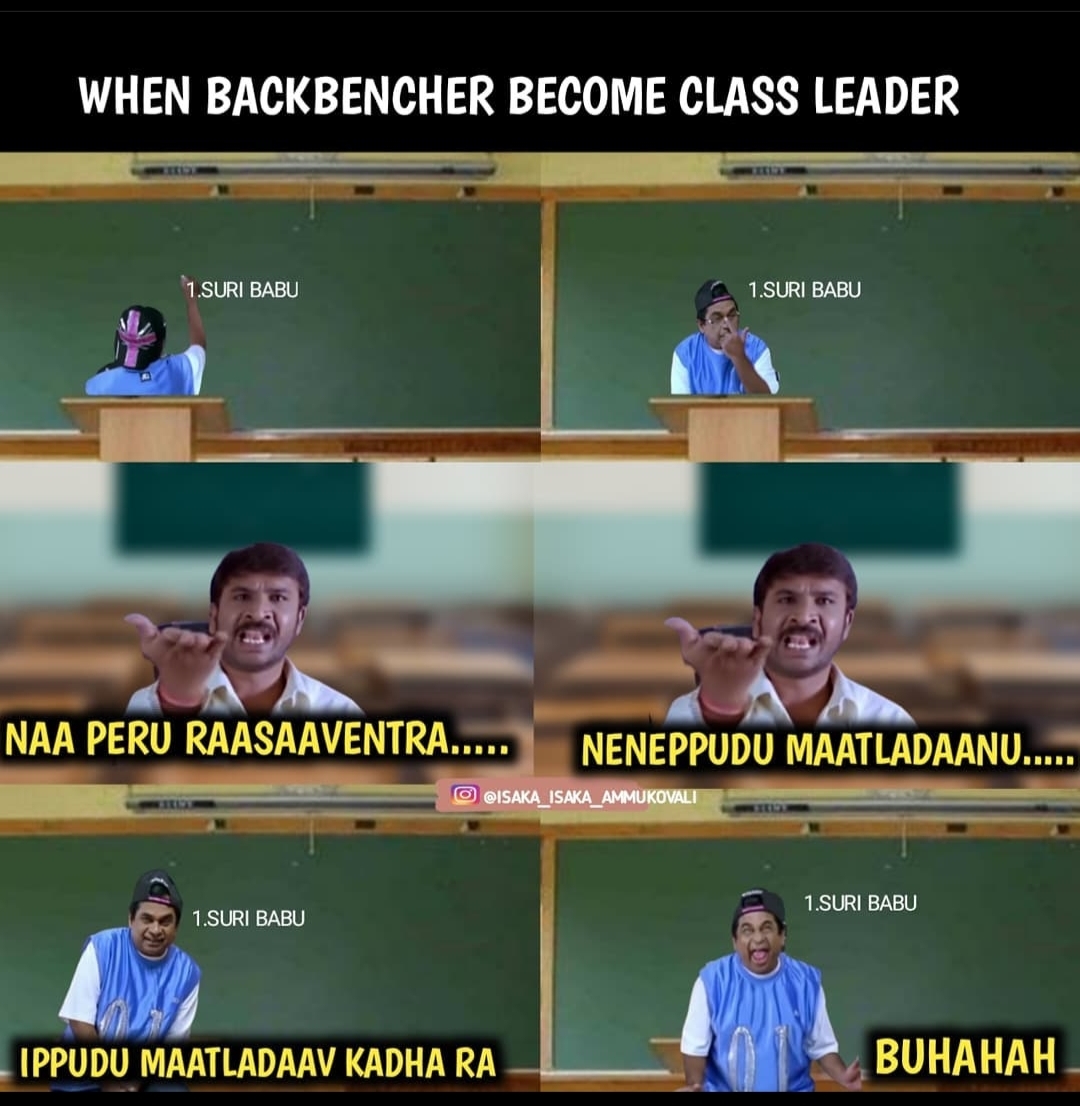 WHEN BACKBENCHER BECOME CLASS LEADER
1.SURI BABU
1.SURI BABU
NAA PERU RAASAAVENTRA.....
NENEPPUDU MAATLADAANU.....
@ISAKA_ISAKA_AMMUKOVALI
1.SURI BABU
IPPUDU MAATLADAAV KADHA RA
1.SURI BABU
BUHAHAH